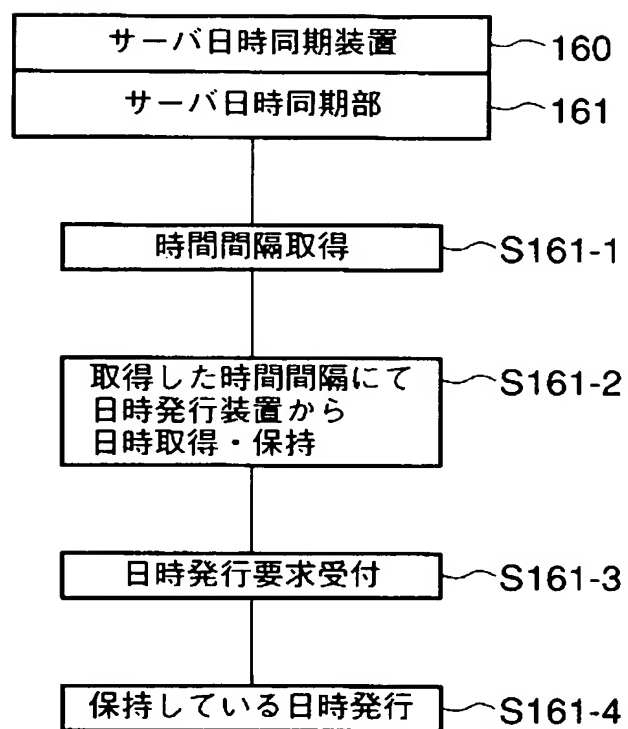 サーバ日時同期装置 160
サーバ日時同期部 161
時間間隔取得 S161-1
取得した時間間隔にて S161-2
日時発行装置から
日時取得・保持
日時発行要求受付 S161-3
保持している日時発行 S161-4